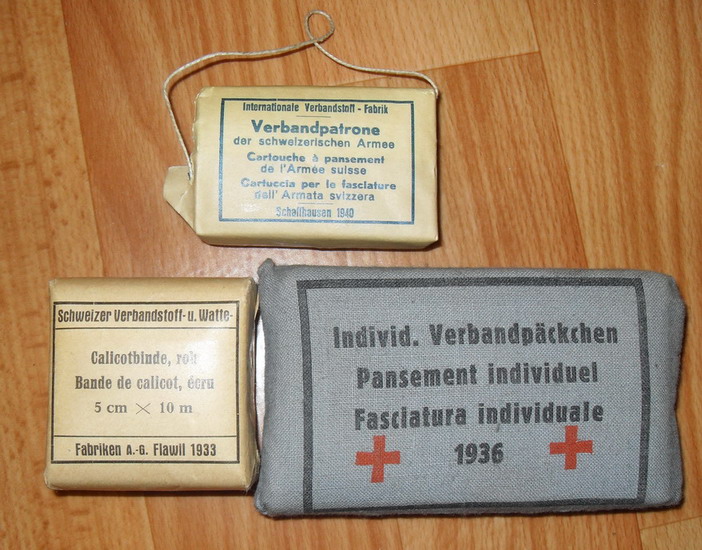 Internationale Verbandstoff - Fabrik
Verbandpatrone
der schweizerischen Armee
Cartouche à pansement
de l'Armée suisse
Cartuccia per le fasciature
dell' Armata svizzera
Schaffhausen 1940
Schweizer Verbandstoff- u. Watte-
Calicotbinde, roh
Bande de calicot, écru
5 cm × 10 m
Fabriken A.-G. Flawil 1933
Individ. Verbandpäckchen
Pansement individuel
Fasciatura individuale
1936